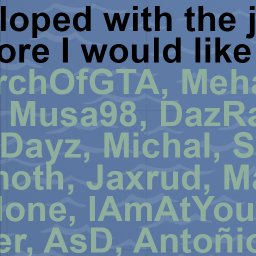 loped with the j
ore I would like
rchOfGTA, Meha
Musa98, DazRa
Dayz, Michal, S
noth, Jaxrud, Ma
lone, IAmAtYou
er, AsD, Antoñio